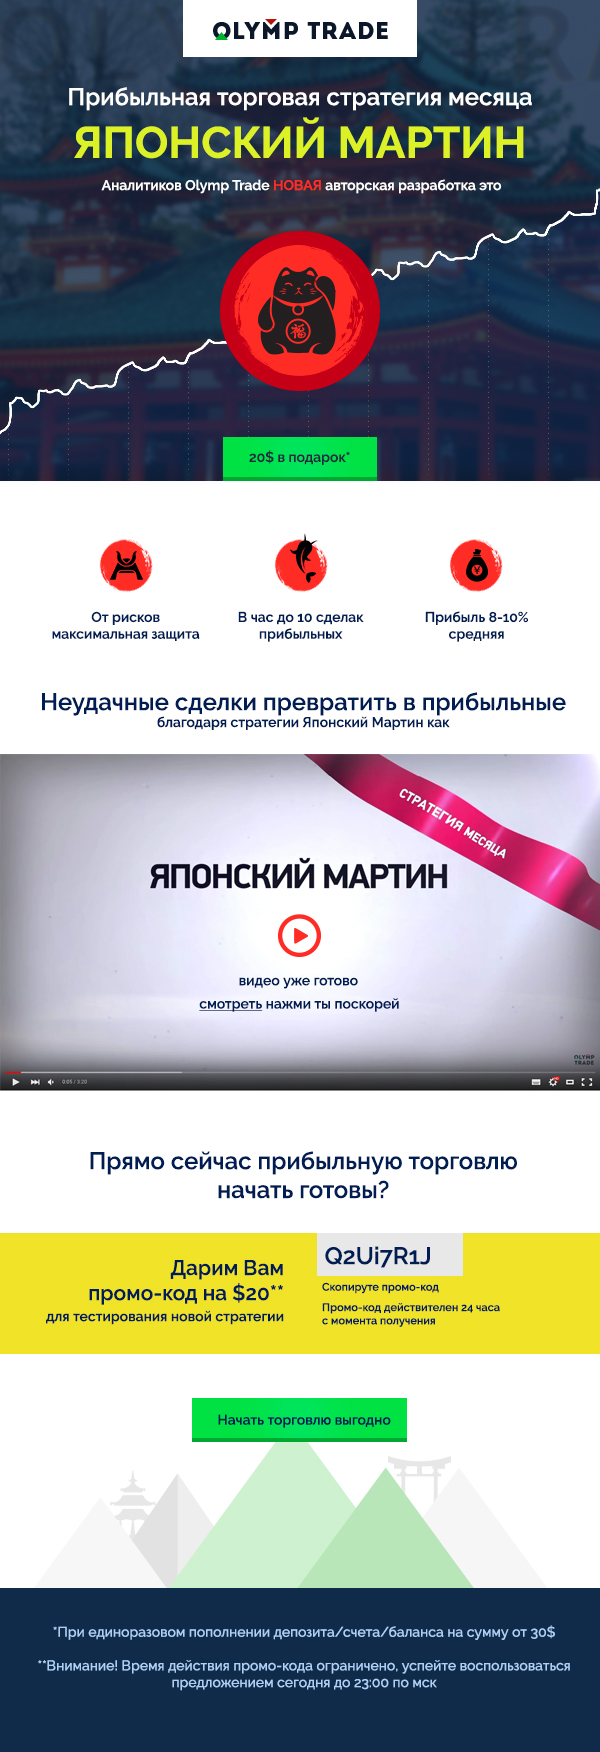 OLYMP TRADE
Прибыльная торговая стратегия месяца
ЯПОНСКИЙ МАРТИН
Аналитиков Olymp Trade НОВАЯ авторская разработка это
福
20$ в подарок*
От рисков
максимальная защита
В час до 10 сделак
прибыльных
¥
Прибыль 8-10%
средняя
Неудачные сделки превратить в прибыльные
благодаря стратегии Японский Мартин как
СТРАТЕГИЯ МЕСЯЦА
ЯПОНСКИЙ МАРТИН
видео уже готово
смотреть нажми ты поскорей
OLYMP
TRADE
0:05 / 3:20
Прямо сейчас прибыльную торговлю
начать готовы?
Дарим Вам
промо-код на $20**
для тестирования новой стратегии
Q2Ui7R1J
Скопируте промо-код
Промо-код действителен 24 часа
с момента получения
Начать торговлю выгодно
*При единоразовом пополнении депозита/счета/баланса на сумму от 30$
**Внимание! Время действия промо-кода ограничено, успейте воспользоваться
предложением сегодня до 23:00 по мск